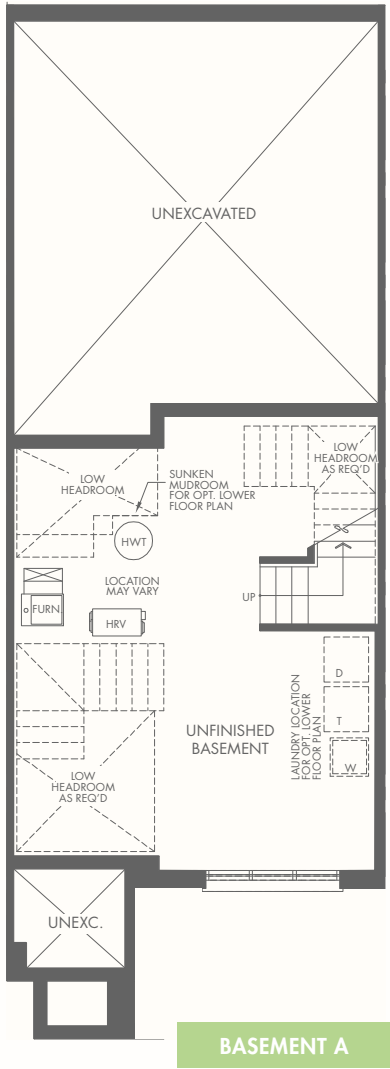 UNEXCAVATED
LOW
HEADROOM
AS REQ'D
LOW
HEADROOM
SUNKEN
MUDROOM
FOR OPT. LOWER
FLOOR PLAN
HWT
LOCATION
MAY VARY
UP
FURN.
HRV
D
T
W
LAUNDRY LOCATION
FOR OPT. LOWER
FLOOR PLAN
UNFINISHED
BASEMENT
LOW
HEADROOM
AS REQ'D
UNEXC.
BASEMENT A